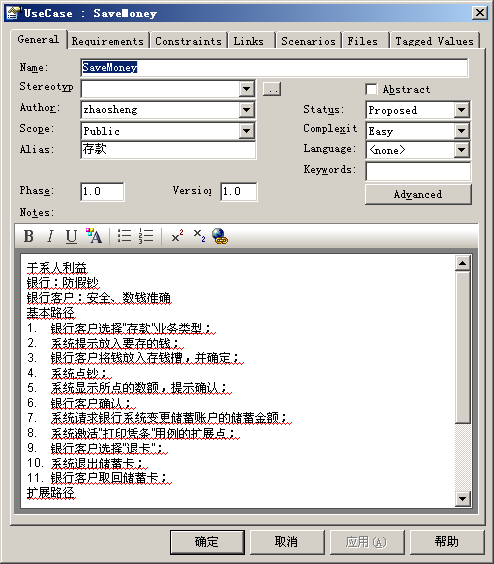 UseCase : SaveMoney
General Requirements Constraints Links Scenarios Files Tagged Values
Name: SaveMoney
Stereotyp .. Abstract
Author: zhaosheng Status: Proposed
Scope: Public Complexit Easy
Alias: 存款 Language: <none>
Keywords:
Phase: 1.0 Version 1.0 Advanced
Notes:
B I U A x² x₂
干系人利益
银行：防假钞
银行客户：安全、数钱准确
基本路径
1. 银行客户选择"存款"业务类型；
2. 系统提示放入要存的钱；
3. 银行客户将钱放入存钱槽，并确定；
4. 系统点钞；
5. 系统显示所点的数额，提示确认；
6. 银行客户确认；
7. 系统请求银行系统变更储蓄账户的储蓄金额；
8. 系统激活"打印凭条"用例的扩展点；
9. 银行客户选择"退卡"；
10. 系统退出储蓄卡；
11. 银行客户取回储蓄卡；
扩展路径
确定 取消 应用(A) 帮助